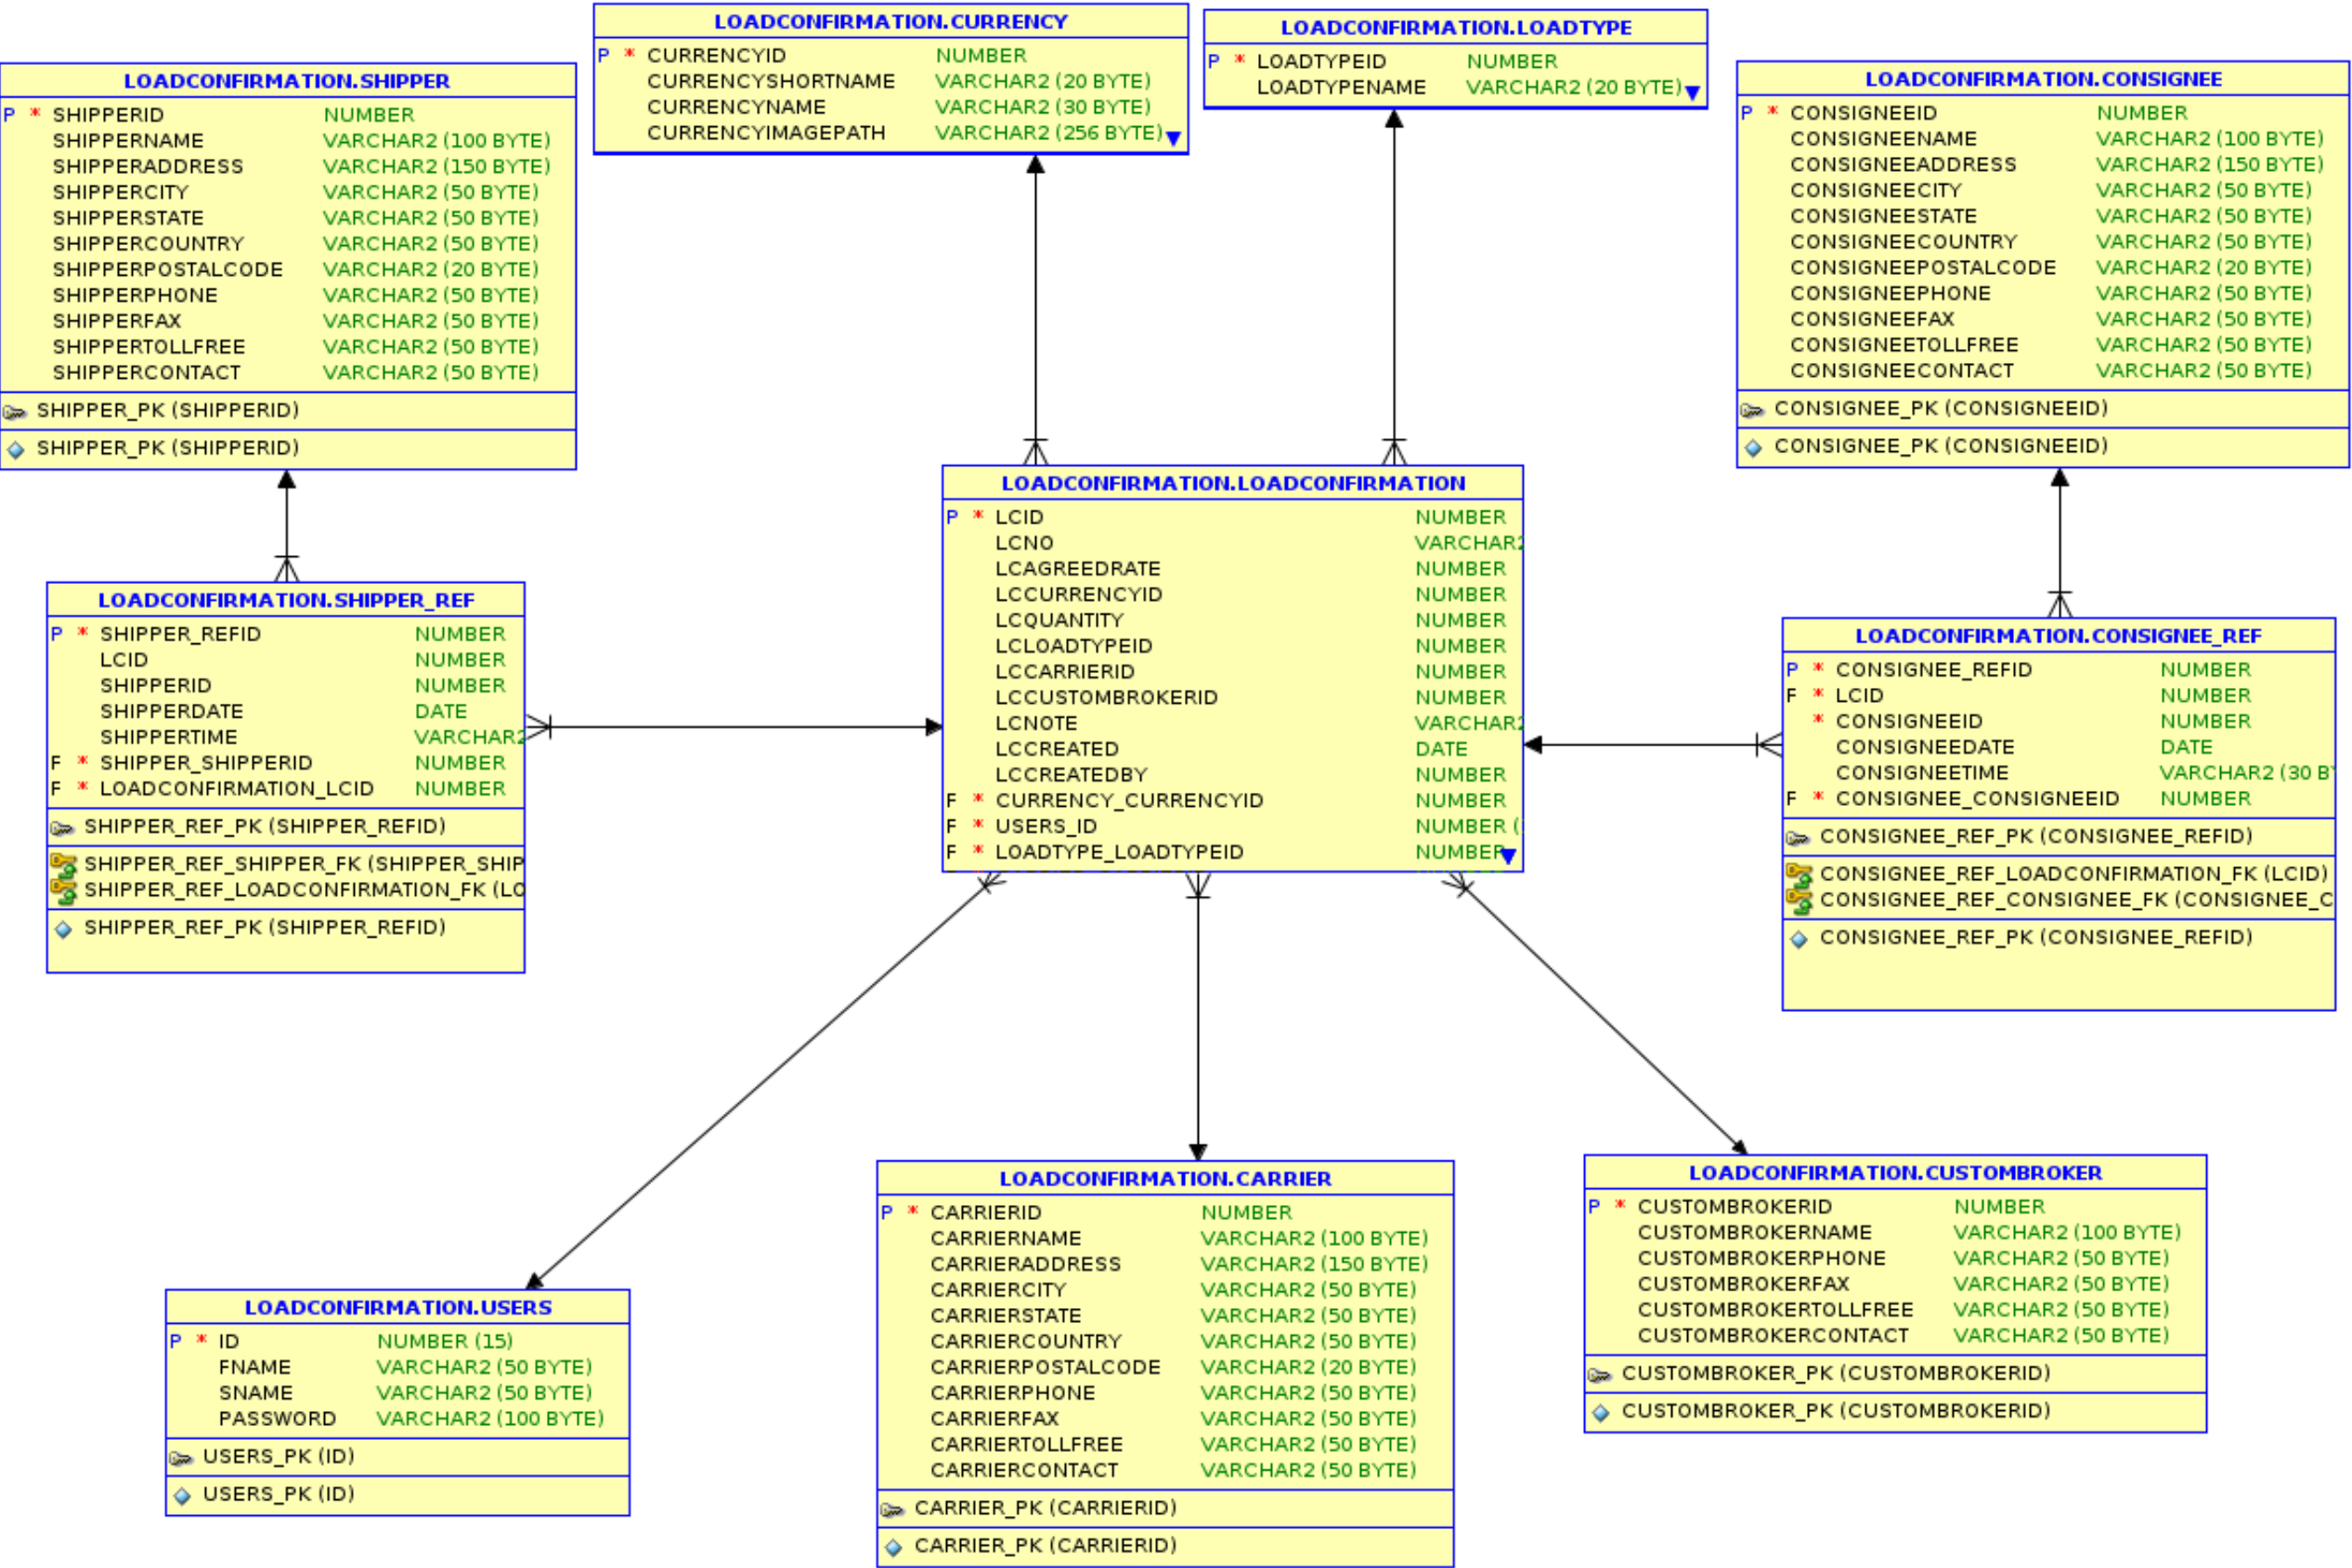 LOADCONFIRMATION.SHIPPER
P * SHIPPERID NUMBER
SHIPPERNAME VARCHAR2 (100 BYTE)
SHIPPERADDRESS VARCHAR2 (150 BYTE)
SHIPPERCITY VARCHAR2 (50 BYTE)
SHIPPERSTATE VARCHAR2 (50 BYTE)
SHIPPERCOUNTRY VARCHAR2 (50 BYTE)
SHIPPERPOSTALCODE VARCHAR2 (20 BYTE)
SHIPPERPHONE VARCHAR2 (50 BYTE)
SHIPPERFAX VARCHAR2 (50 BYTE)
SHIPPERTOLLFREE VARCHAR2 (50 BYTE)
SHIPPERCONTACT VARCHAR2 (50 BYTE)
SHIPPER_PK (SHIPPERID)
SHIPPER_PK (SHIPPERID)
LOADCONFIRMATION.CURRENCY
P * CURRENCYID NUMBER
CURRENCYSHORTNAME VARCHAR2 (20 BYTE)
CURRENCYNAME VARCHAR2 (30 BYTE)
CURRENCYIMAGEPATH VARCHAR2 (256 BYTE)
LOADCONFIRMATION.LOADTYPE
P * LOADTYPEID NUMBER
LOADTYPENAME VARCHAR2 (20 BYTE)
LOADCONFIRMATION.CONSIGNEE
P * CONSIGNEEID NUMBER
CONSIGNEENAME VARCHAR2 (100 BYTE)
CONSIGNEEADDRESS VARCHAR2 (150 BYTE)
CONSIGNEECITY VARCHAR2 (50 BYTE)
CONSIGNEESTATE VARCHAR2 (50 BYTE)
CONSIGNEECOUNTRY VARCHAR2 (50 BYTE)
CONSIGNEEPOSTALCODE VARCHAR2 (20 BYTE)
CONSIGNEEPHONE VARCHAR2 (50 BYTE)
CONSIGNEEFAX VARCHAR2 (50 BYTE)
CONSIGNEETOLLFREE VARCHAR2 (50 BYTE)
CONSIGNEECONTACT VARCHAR2 (50 BYTE)
CONSIGNEE_PK (CONSIGNEEID)
CONSIGNEE_PK (CONSIGNEEID)
LOADCONFIRMATION.SHIPPER_REF
P * SHIPPER_REFID NUMBER
LCID NUMBER
SHIPPERID NUMBER
SHIPPERDATE DATE
SHIPPERTIME VARCHAR2
F * SHIPPER_SHIPPERID NUMBER
F * LOADCONFIRMATION_LCID NUMBER
SHIPPER_REF_PK (SHIPPER_REFID)
SHIPPER_REF_SHIPPER_FK (SHIPPER_SHIP
SHIPPER_REF_LOADCONFIRMATION_FK (LO
SHIPPER_REF_PK (SHIPPER_REFID)
LOADCONFIRMATION.LOADCONFIRMATION
P * LCID NUMBER
LCNO VARCHAR2
LCAGREEDRATE NUMBER
LCCURRENCYID NUMBER
LCQUANTITY NUMBER
LCLOADTYPEID NUMBER
LCCARRIERID NUMBER
LCCUSTOMBROKERID NUMBER
LCNOTE VARCHAR2
LCCREATED DATE
LCCREATEDBY NUMBER
F * CURRENCY_CURRENCYID NUMBER
F * USERS_ID NUMBER (
F * LOADTYPE_LOADTYPEID NUMBER
LOADCONFIRMATION.CONSIGNEE_REF
P * CONSIGNEE_REFID NUMBER
F * LCID NUMBER
* CONSIGNEEID NUMBER
CONSIGNEEDATE DATE
CONSIGNEETIME VARCHAR2 (30 B
F * CONSIGNEE_CONSIGNEEID NUMBER
CONSIGNEE_REF_PK (CONSIGNEE_REFID)
CONSIGNEE_REF_LOADCONFIRMATION_FK (LCID)
CONSIGNEE_REF_CONSIGNEE_FK (CONSIGNEE_C
CONSIGNEE_REF_PK (CONSIGNEE_REFID)
LOADCONFIRMATION.USERS
P * ID NUMBER (15)
FNAME VARCHAR2 (50 BYTE)
SNAME VARCHAR2 (50 BYTE)
PASSWORD VARCHAR2 (100 BYTE)
USERS_PK (ID)
USERS_PK (ID)
LOADCONFIRMATION.CARRIER
P * CARRIERID NUMBER
CARRIERNAME VARCHAR2 (100 BYTE)
CARRIERADDRESS VARCHAR2 (150 BYTE)
CARRIERCITY VARCHAR2 (50 BYTE)
CARRIERSTATE VARCHAR2 (50 BYTE)
CARRIERCOUNTRY VARCHAR2 (50 BYTE)
CARRIERPOSTALCODE VARCHAR2 (20 BYTE)
CARRIERPHONE VARCHAR2 (50 BYTE)
CARRIERFAX VARCHAR2 (50 BYTE)
CARRIERTOLLFREE VARCHAR2 (50 BYTE)
CARRIERCONTACT VARCHAR2 (50 BYTE)
CARRIER_PK (CARRIERID)
CARRIER_PK (CARRIERID)
LOADCONFIRMATION.CUSTOMBROKER
P * CUSTOMBROKERID NUMBER
CUSTOMBROKERNAME VARCHAR2 (100 BYTE)
CUSTOMBROKERPHONE VARCHAR2 (50 BYTE)
CUSTOMBROKERFAX VARCHAR2 (50 BYTE)
CUSTOMBROKERTOLLFREE VARCHAR2 (50 BYTE)
CUSTOMBROKERCONTACT VARCHAR2 (50 BYTE)
CUSTOMBROKER_PK (CUSTOMBROKERID)
CUSTOMBROKER_PK (CUSTOMBROKERID)